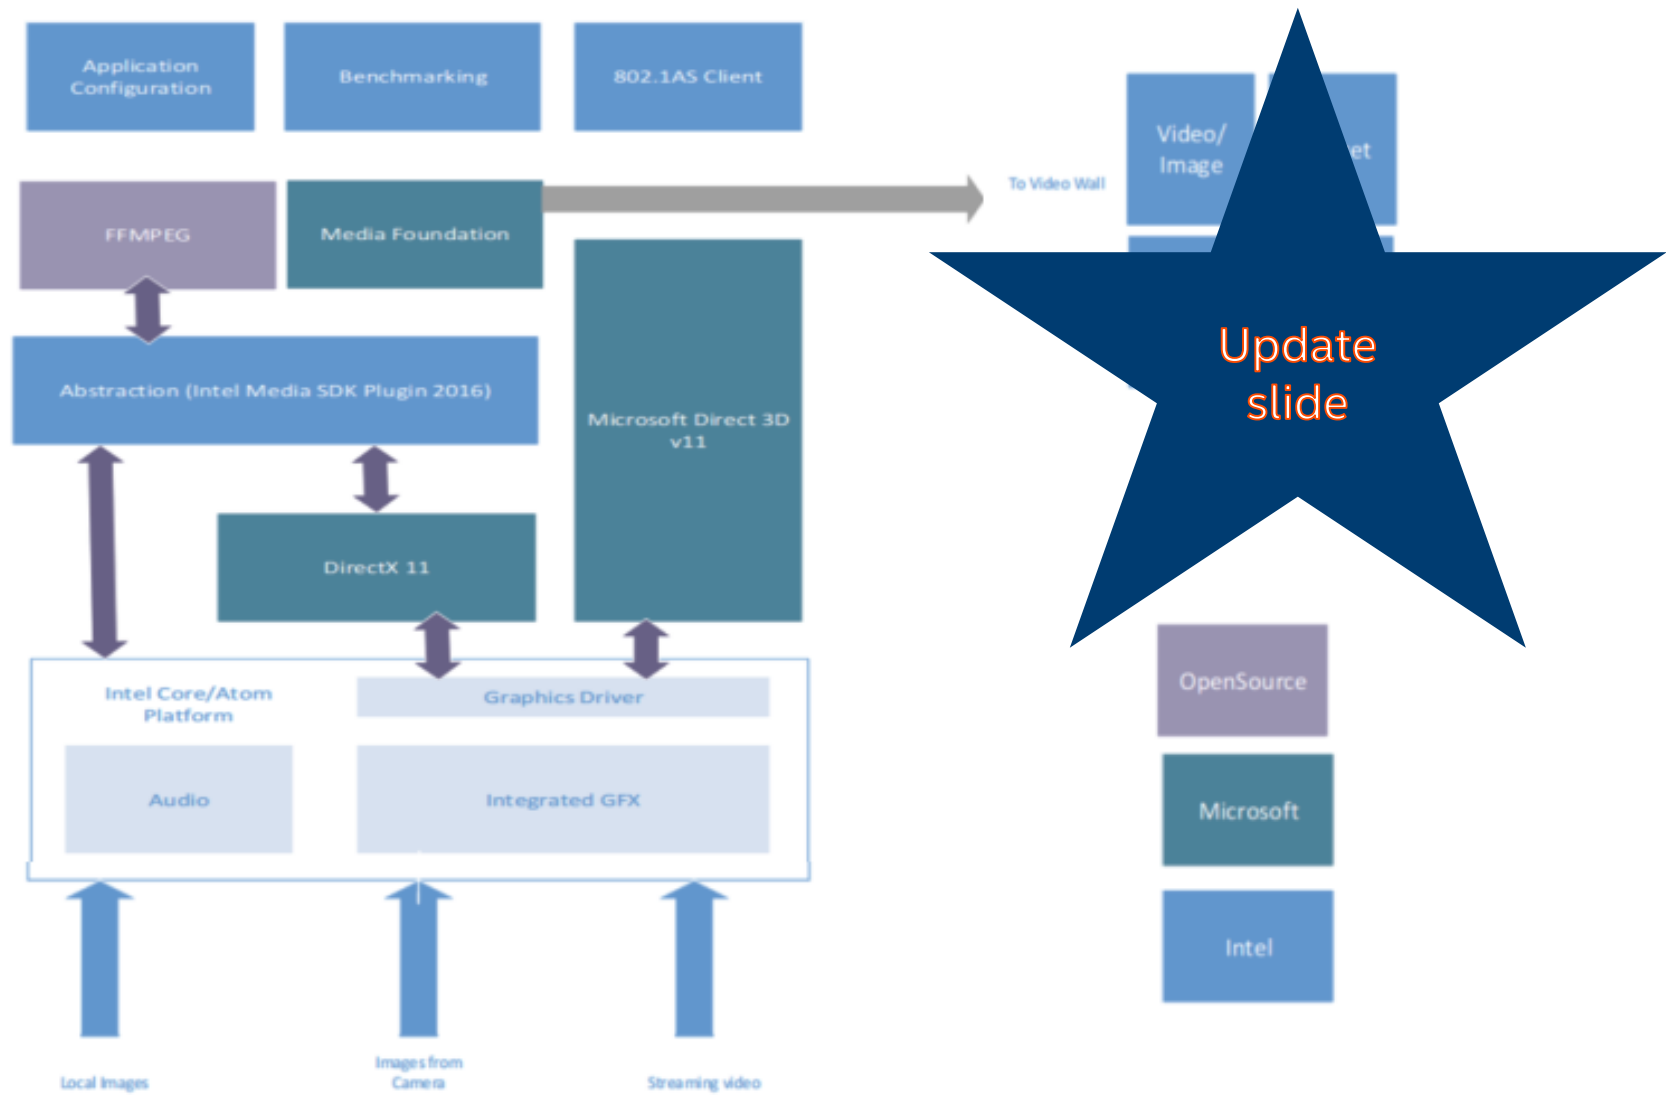 Application
Configuration
Benchmarking
802.1AS Client
FFMPEG
Media Foundation
To Video Wall
Video/
Image
Abstraction (Intel Media SDK Plugin 2016)
Microsoft Direct 3D
v11
Update
slide
DirectX 11
Intel Core/Atom
Platform
Graphics Driver
Audio
Integrated GFX
OpenSource
Microsoft
Intel
Local Images
Images from
Camera
Streaming video